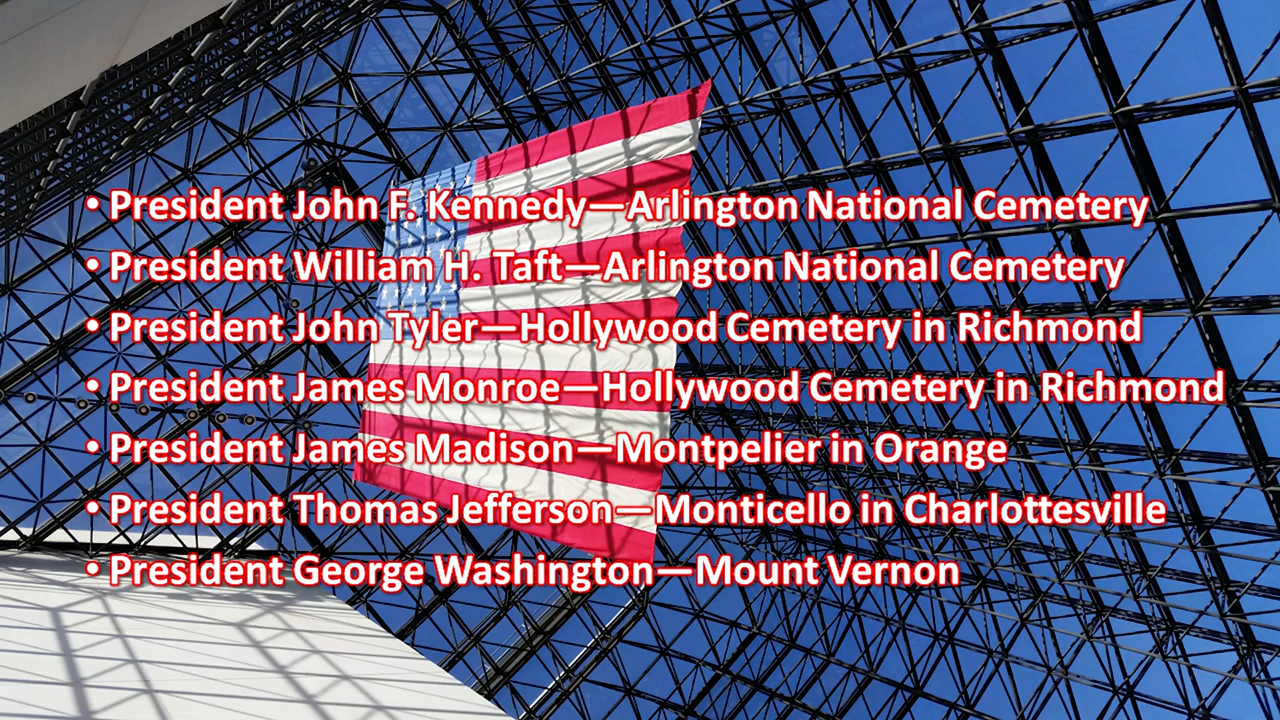 • President John F. Kennedy—Arlington National Cemetery
• President William H. Taft—Arlington National Cemetery
• President John Tyler—Hollywood Cemetery in Richmond
• President James Monroe—Hollywood Cemetery in Richmond
• President James Madison—Montpelier in Orange
• President Thomas Jefferson—Monticello in Charlottesville
• President George Washington—Mount Vernon